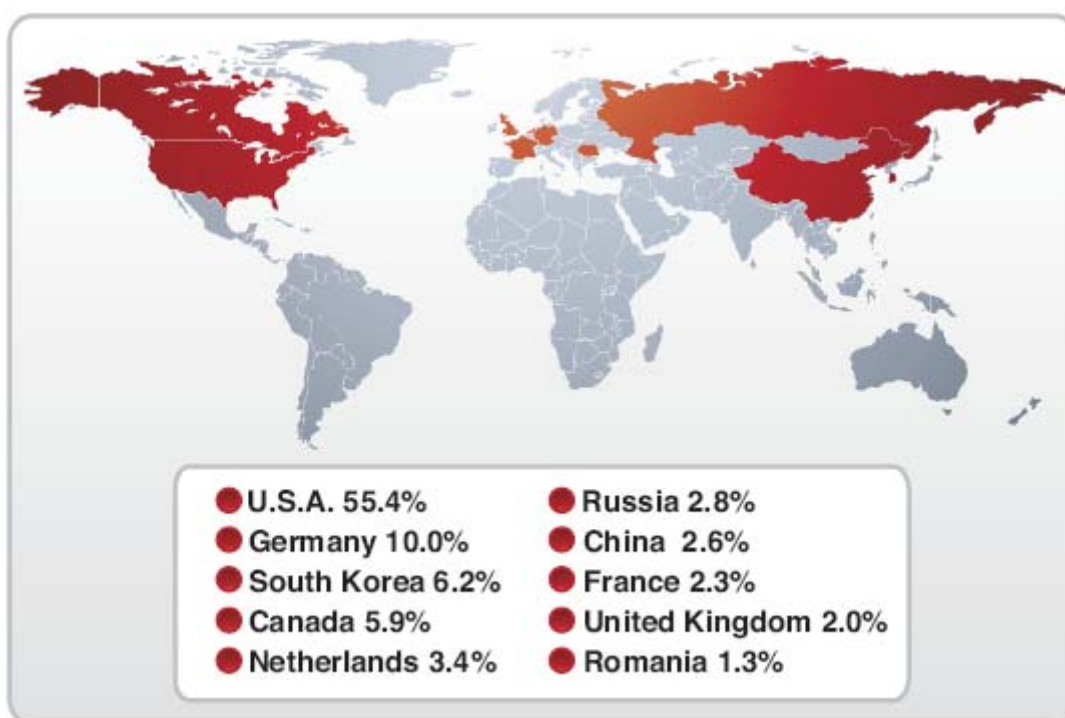 U.S.A. 55.4%
Germany 10.0%
South Korea 6.2%
Canada 5.9%
Netherlands 3.4%
Russia 2.8%
China 2.6%
France 2.3%
United Kingdom 2.0%
Romania 1.3%